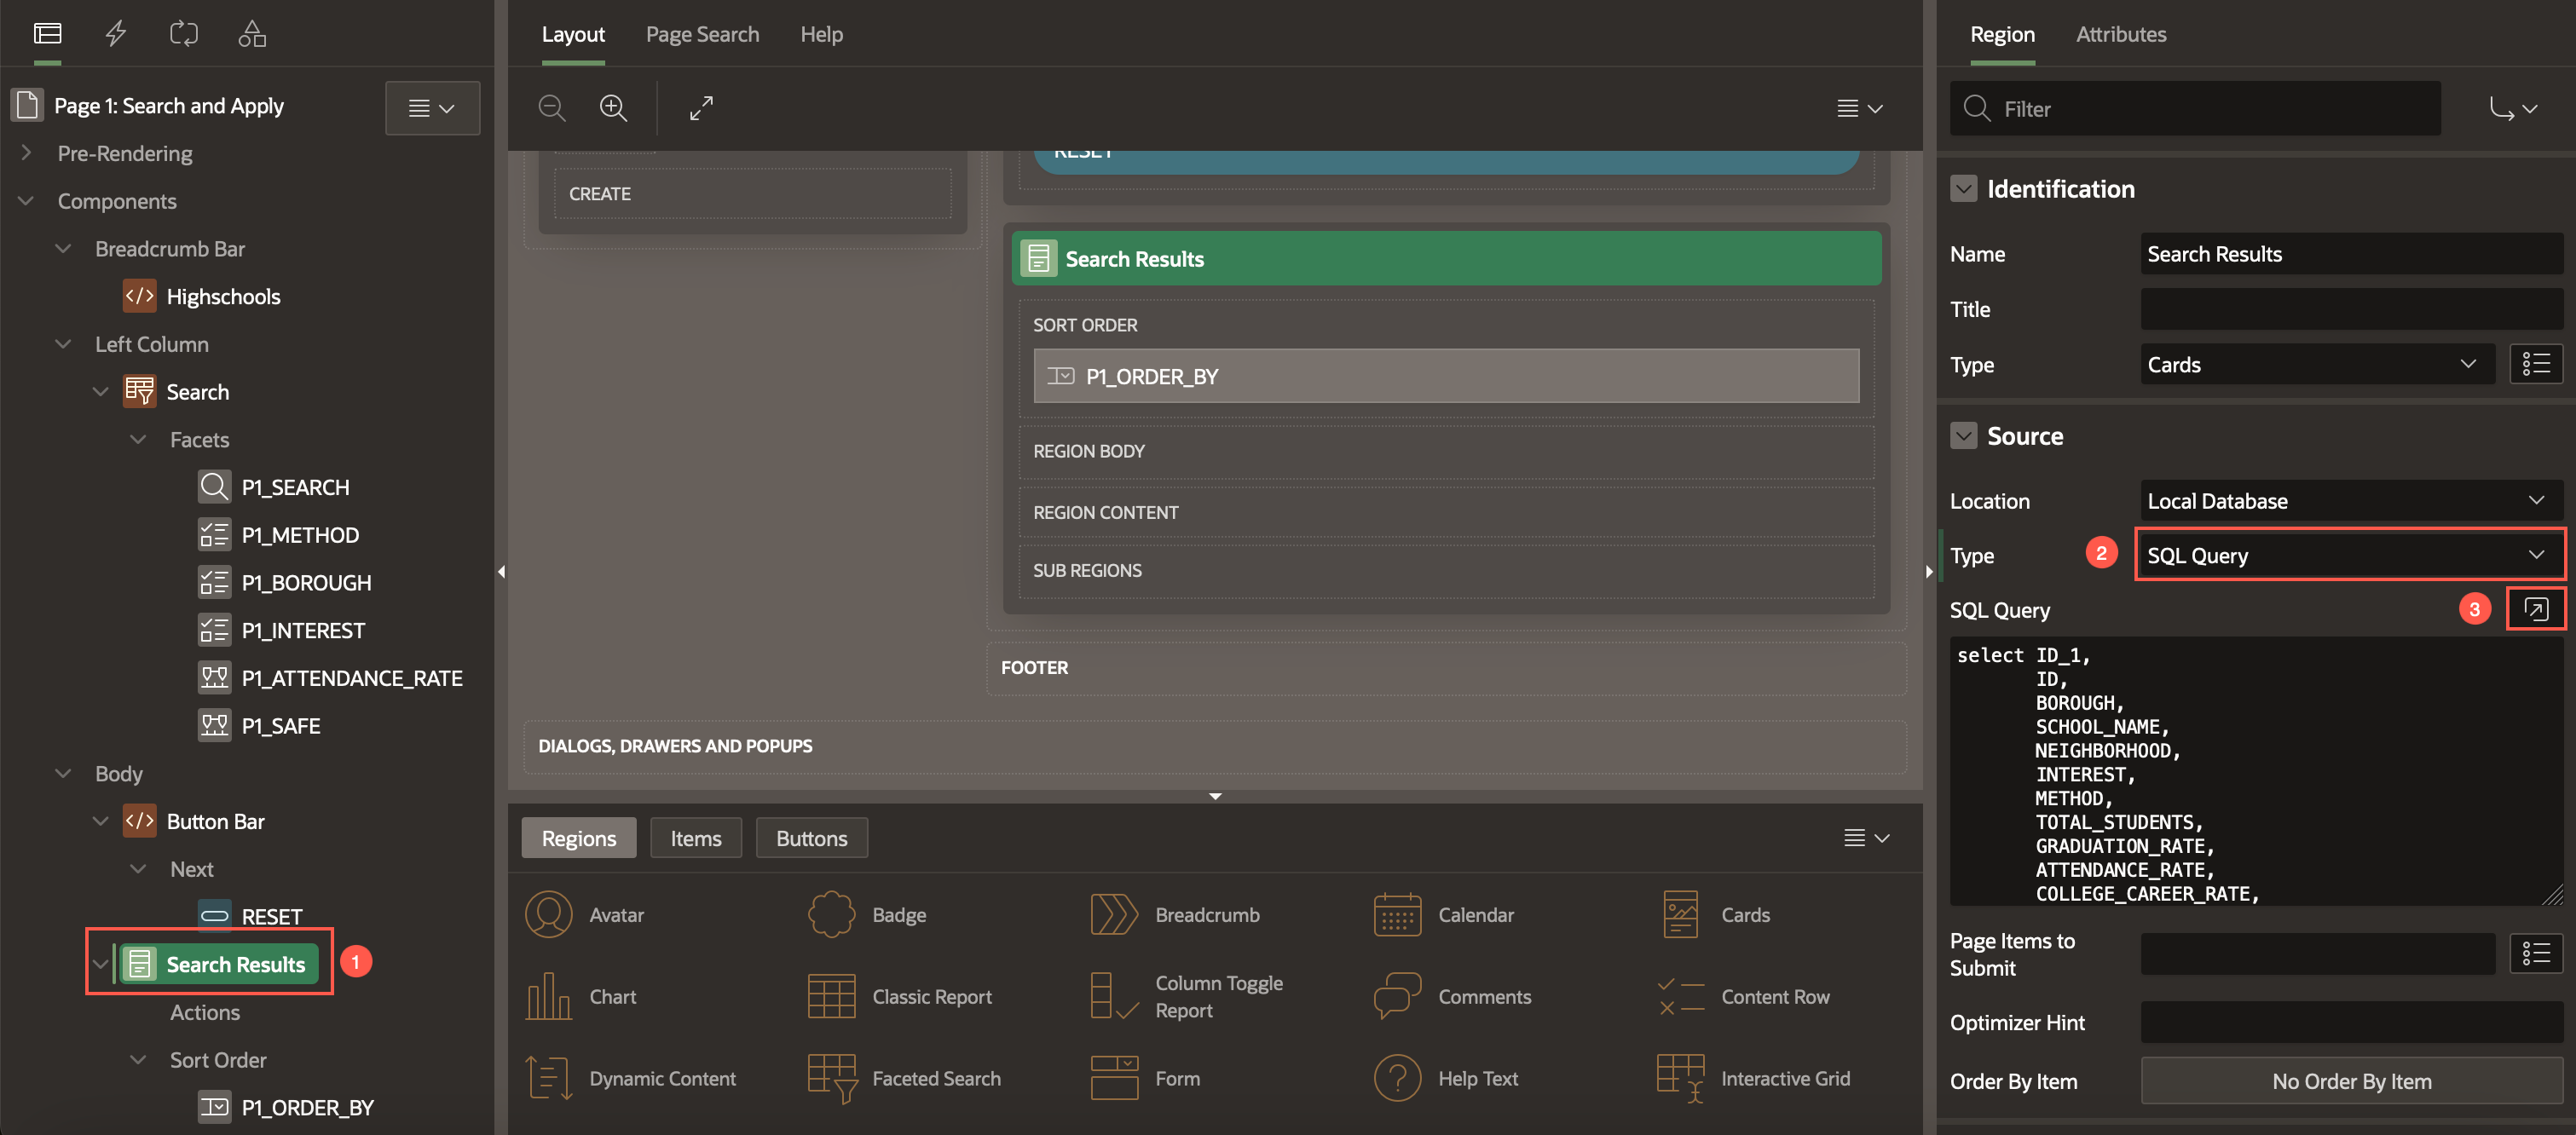 Page 1: Search and Apply
Pre-Rendering
Components
Breadcrumb Bar
Highschools
Left Column
Search
Facets
P1_SEARCH
P1_METHOD
P1_BOROUGH
P1_INTEREST
P1_ATTENDANCE_RATE
P1_SAFE
Body
Button Bar
Next
RESET
Search Results
1
Actions
Sort Order
P1_ORDER_BY
Layout
Page Search
Help
CREATE
RESET
Search Results
SORT ORDER
P1_ORDER_BY
REGION BODY
REGION CONTENT
SUB REGIONS
FOOTER
DIALOGS, DRAWERS AND POPUPS
Regions
Items
Buttons
Avatar
Badge
Breadcrumb
Calendar
Cards
Chart
Classic Report
Column Toggle
Report
Comments
Content Row
Dynamic Content
Faceted Search
Form
Help Text
Interactive Grid
Region
Attributes
Filter
Identification
Name
Search Results
Title
Type
Cards
Source
Location
Local Database
Type
2
SQL Query
SQL Query
3
select ID_1,
ID,
BOROUGH,
SCHOOL_NAME,
NEIGHBORHOOD,
INTEREST,
METHOD,
TOTAL_STUDENTS,
GRADUATION_RATE,
ATTENDANCE_RATE,
COLLEGE_CAREER_RATE,
Page Items to
Submit
Optimizer Hint
Order By Item
No Order By Item